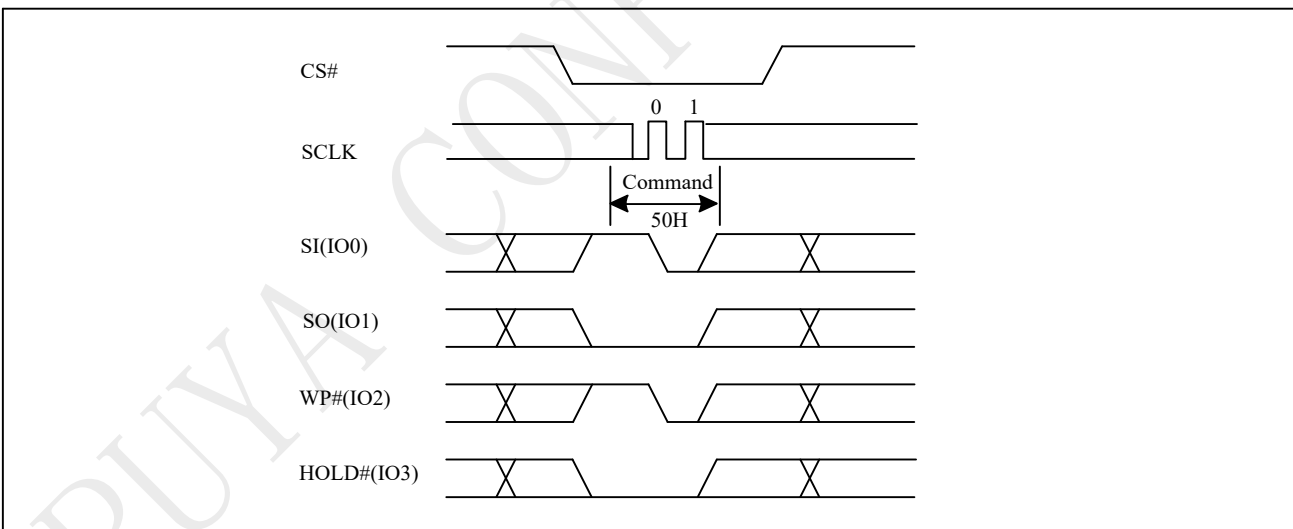 PUYA CONF
CS#
0 1
SCLK
Command
50H
SI(IO0)
SO(IO1)
WP#(IO2)
HOLD#(IO3)